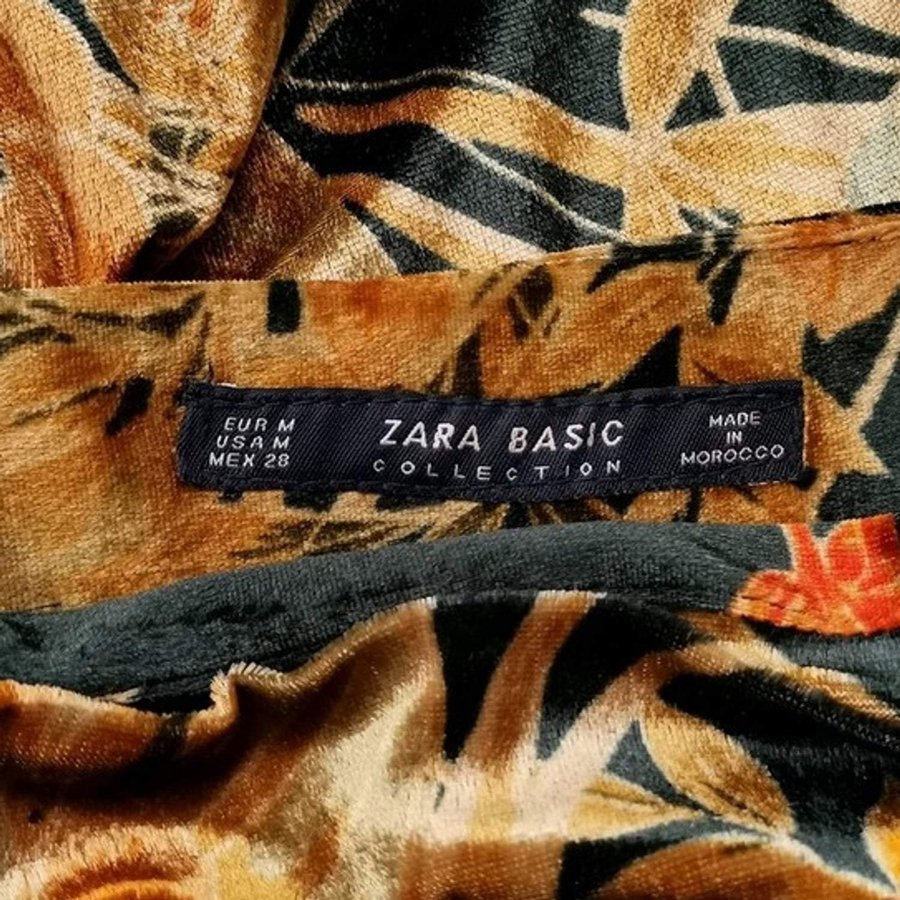 EUR M
USA M
MEX 28
ZARA BASIC
COLLECTION
MADE
IN
MOROCCO